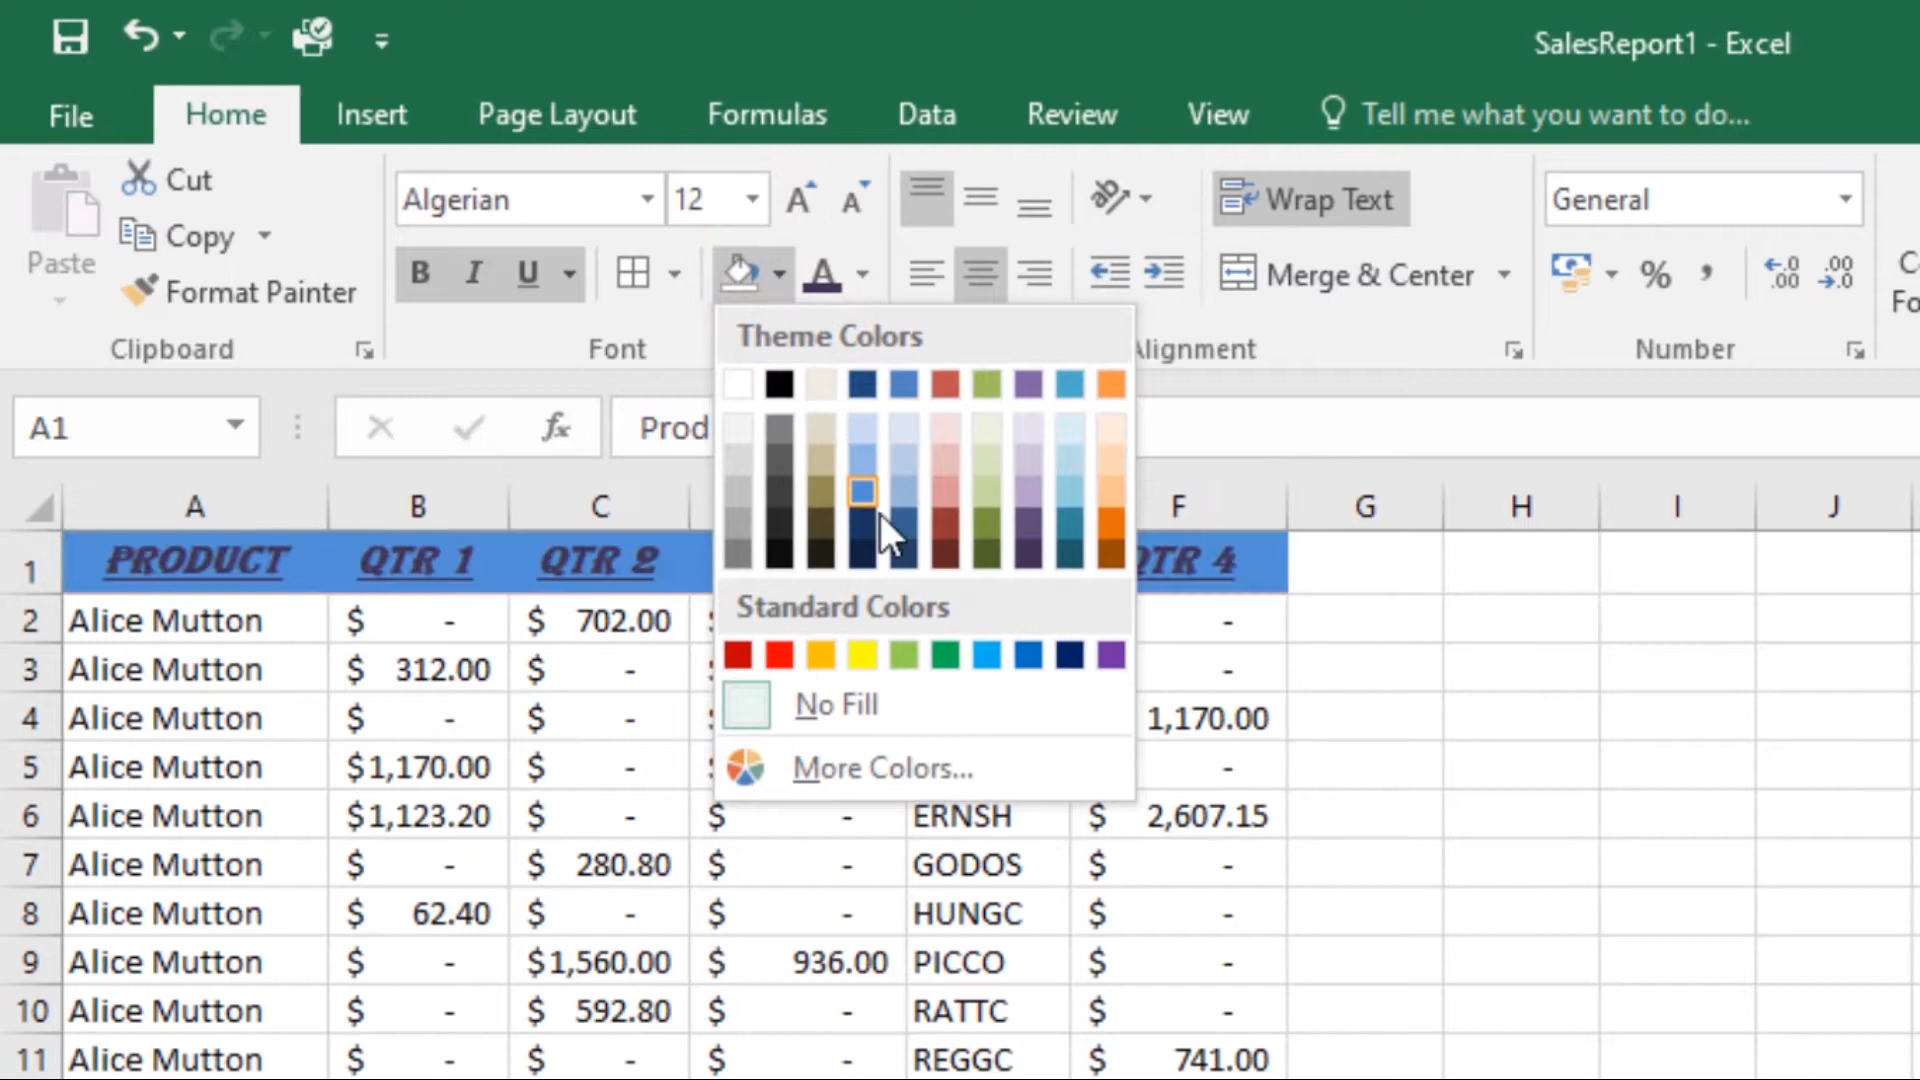 SalesReport1 - Excel
File Home Insert Page Layout Formulas Data Review View Tell me what you want to do...
Cut
Copy
Format Painter
Paste
Clipboard
Algerian 12
B I U A
Font
Wrap Text
Merge & Center
Alignment
General
% ,
Number
Theme Colors
Standard Colors
No Fill
More Colors...
A1 fx Prod
A B C F G H I J
1 PRODUCT QTR 1 QTR 2 QTR 4
2 Alice Mutton $ - $ 702.00 -
3 Alice Mutton $ 312.00 $ - -
4 Alice Mutton $ - $ - 1,170.00
5 Alice Mutton $1,170.00 $ - -
6 Alice Mutton $1,123.20 $ - $ - ERNSH $ 2,607.15
7 Alice Mutton $ - $ 280.80 $ - GODOS $ -
8 Alice Mutton $ 62.40 $ - $ - HUNGC $ -
9 Alice Mutton $ - $1,560.00 $ 936.00 PICCO $ -
10 Alice Mutton $ - $ 592.80 $ - RATTC $ -
11 Alice Mutton $ - $ - $ - REGGC $ 741.00